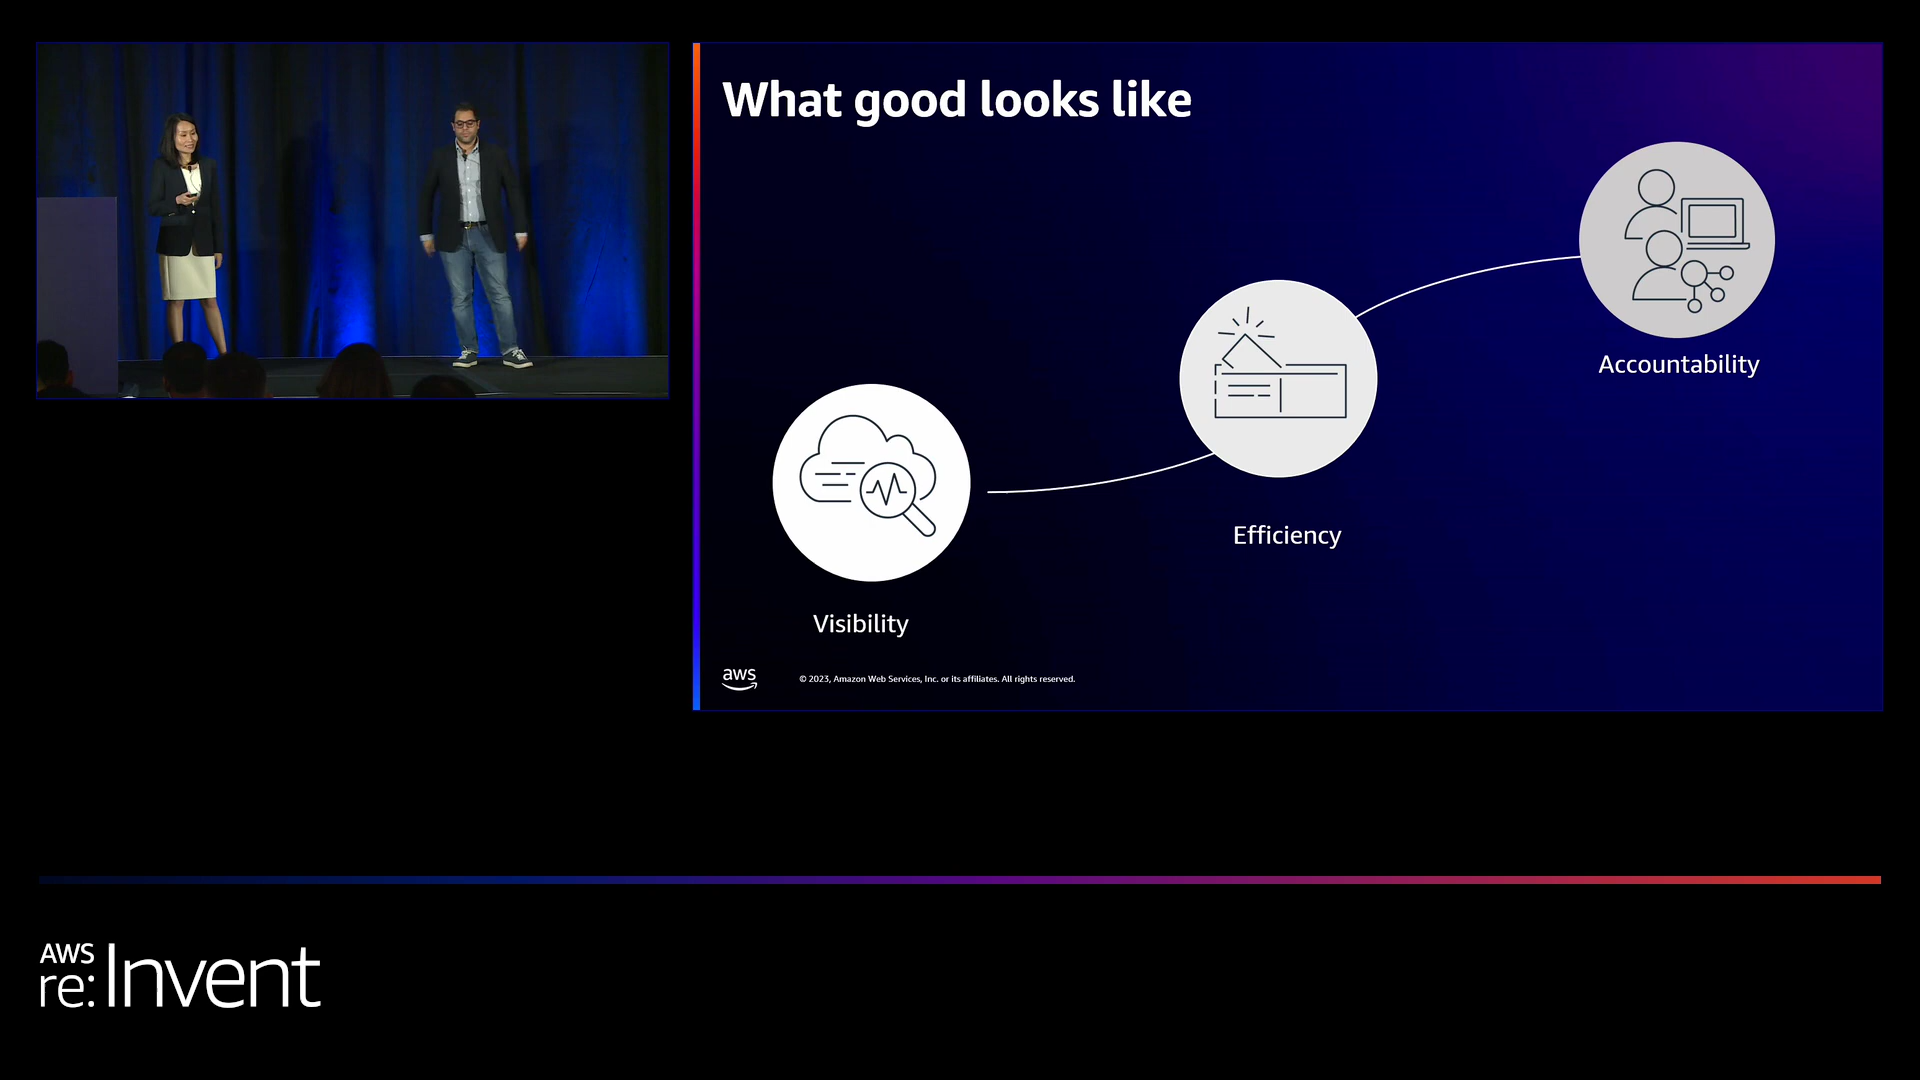 What good looks like
Accountability
Efficiency
Visibility
aws
© 2023, Amazon Web Services, Inc. or its affiliates. All rights reserved.
AWS
re:Invent